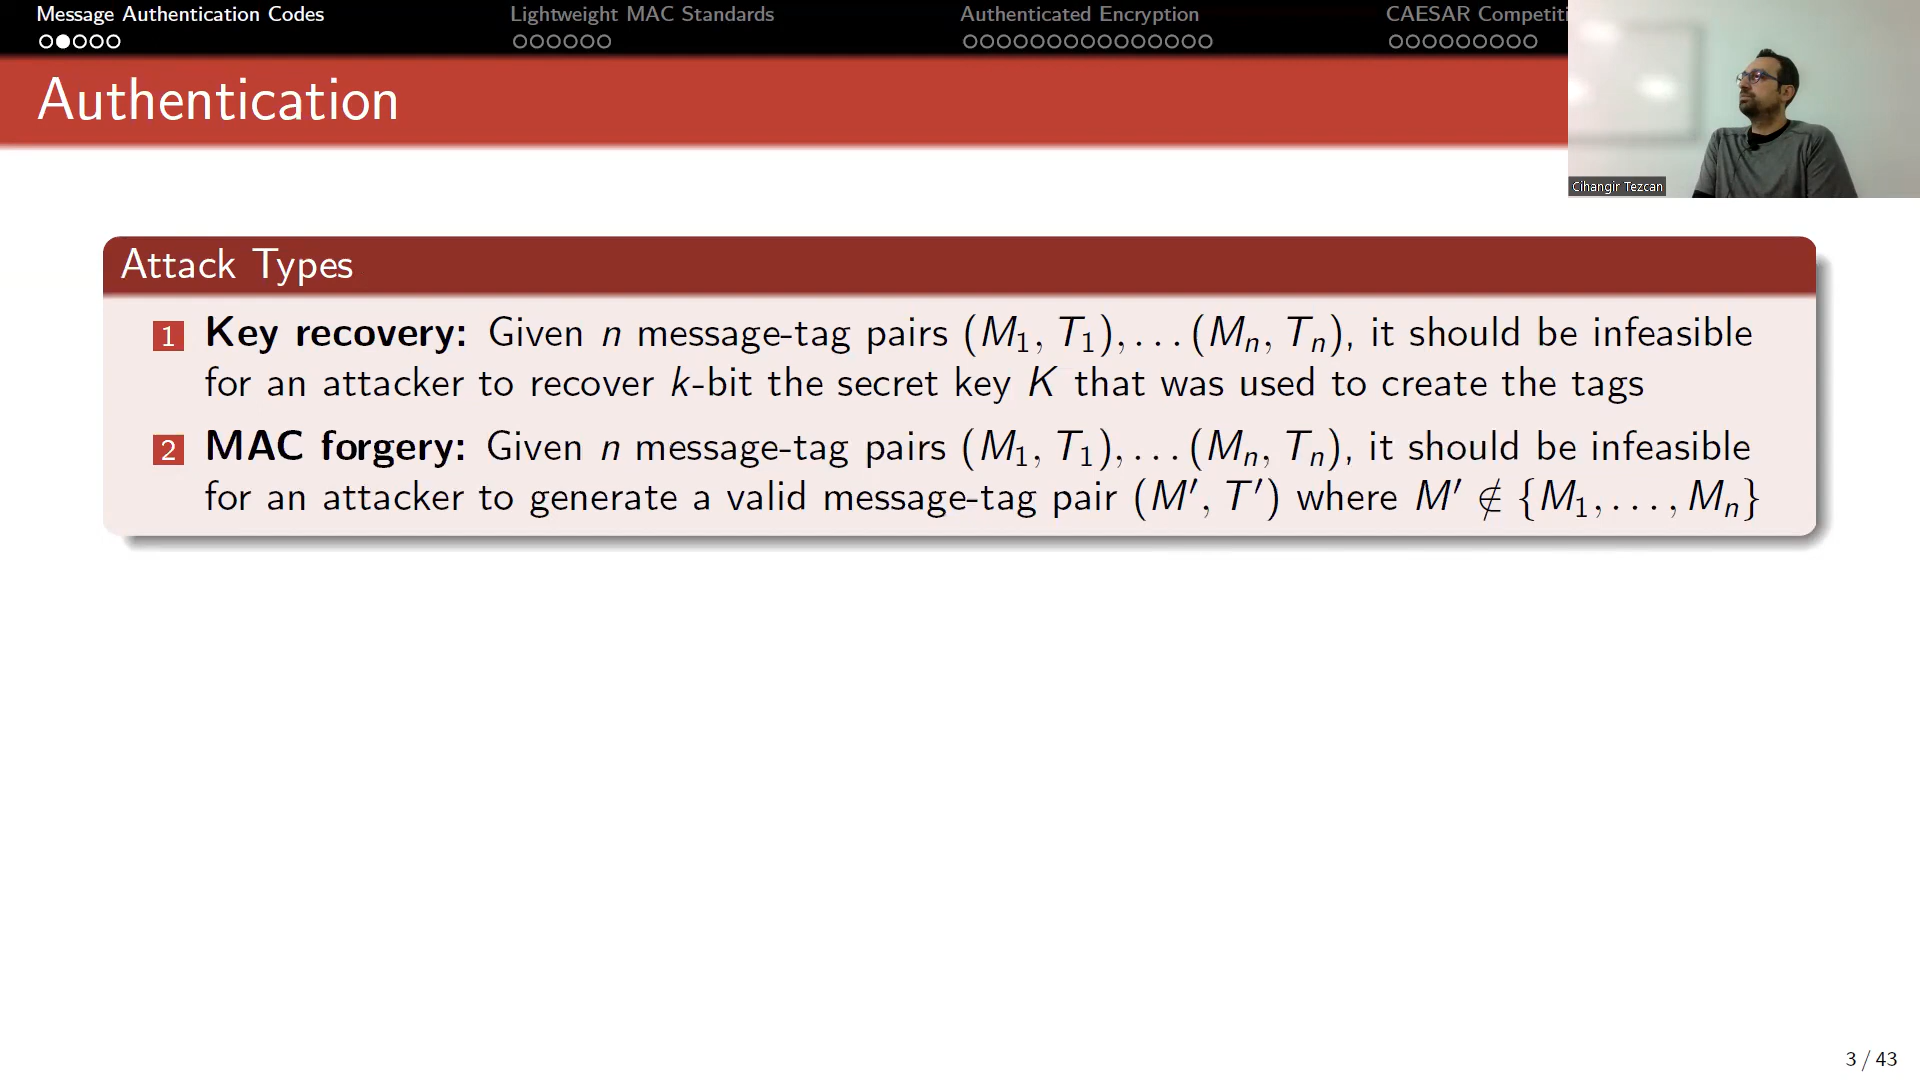 Message Authentication Codes
Lightweight MAC Standards
Authenticated Encryption
CAESAR Competiti
Authentication
Cihangir Tezcan
Attack Types
1 Key recovery: Given n message-tag pairs (M₁, T₁), . . . (Mₙ, Tₙ), it should be infeasible
for an attacker to recover k-bit the secret key K that was used to create the tags
2 MAC forgery: Given n message-tag pairs (M₁, T₁), . . . (Mₙ, Tₙ), it should be infeasible
for an attacker to generate a valid message-tag pair (M′, T′) where M′ ∉ {M₁, . . . , Mₙ}
3 / 43